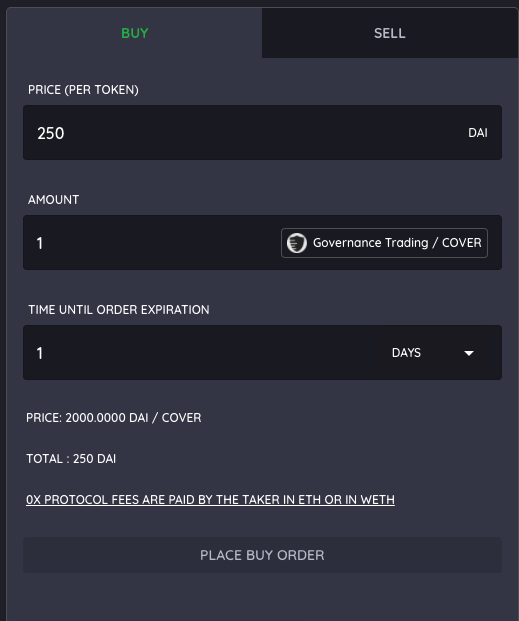 BUY
SELL
PRICE (PER TOKEN)
250
DAI
AMOUNT
1
Governance Trading / COVER
TIME UNTIL ORDER EXPIRATION
1
DAYS
PRICE: 2000.0000 DAI / COVER
TOTAL : 250 DAI
0X PROTOCOL FEES ARE PAID BY THE TAKER IN ETH OR IN WETH
PLACE BUY ORDER